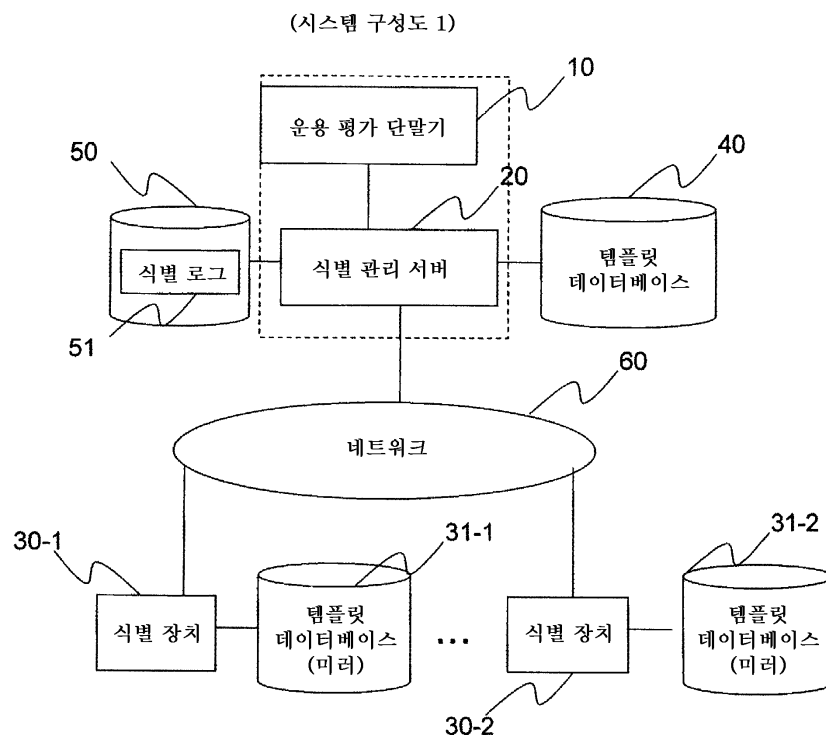 (시스템 구성도 1)
10
운용 평가 단말기
50
20
40
식별 로그
식별 관리 서버
템플릿
데이터베이스
51
60
네트워크
30-1
31-1
31-2
식별 장치
템플릿
데이터베이스
(미러)
...
식별 장치
템플릿
데이터베이스
(미러)
30-2